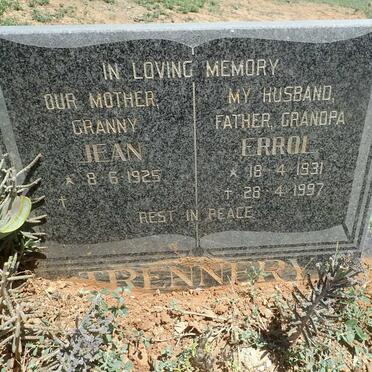 IN LOVING MEMORY
OUR MOTHER,
GRANNY
JEAN
* 8-6-1925
†
MY HUSBAND,
FATHER, GRANDPA
ERROL
* 18-4-1931
† 28-4-1997
REST IN PEACE
TRENNERY